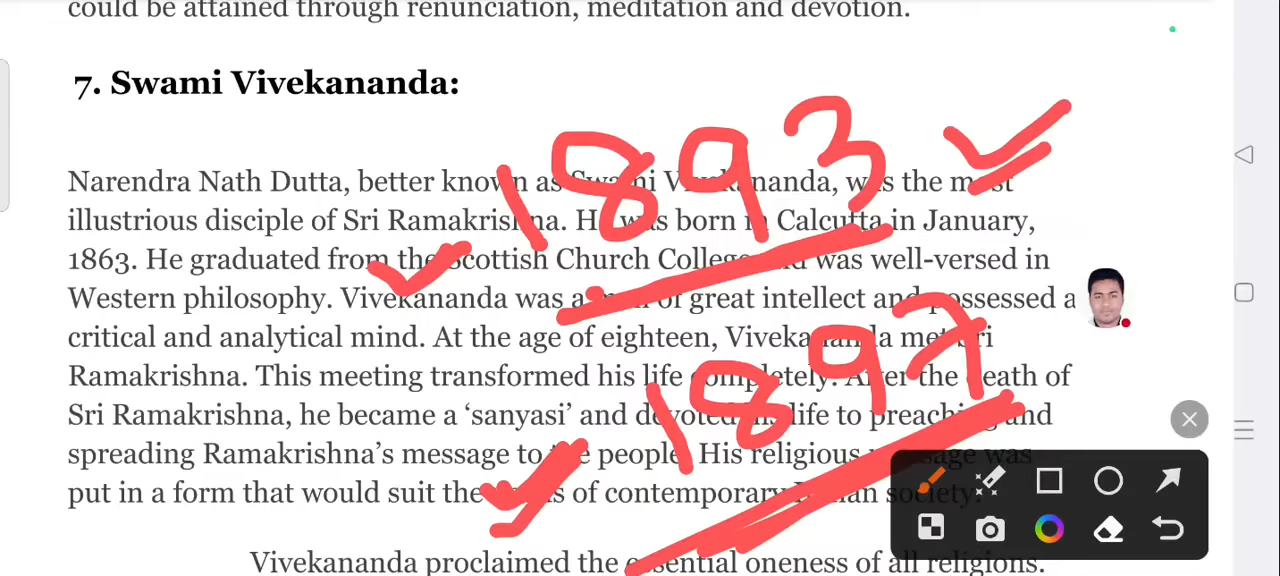 could be attained through renunciation, meditation and devotion.
7. Swami Vivekananda:
1893
Narendra Nath Dutta, better known as Swami Vivekananda, was the most
illustrious disciple of Sri Ramakrishna. He was born in Calcutta in January,
1863. He graduated from the Scottish Church College and was well-versed in
Western philosophy. Vivekananda was a man of great intellect and possessed a
critical and analytical mind. At the age of eighteen, Vivekananda met Sri
1897
Ramakrishna. This meeting transformed his life completely. After the death of
Sri Ramakrishna, he became a ‘sanyasi’ and devoted his life to preaching and
spreading Ramakrishna’s message to the people. His religious message was
put in a form that would suit the of contemporary Indian society.
Vivekananda proclaimed the essential oneness of all religions.